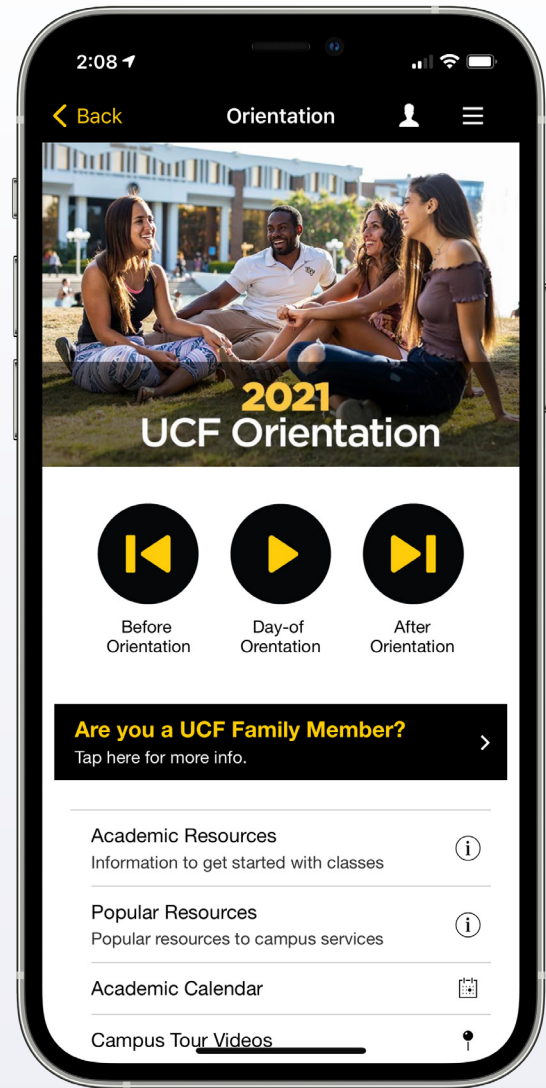 2:08
Back
Orientation
2021
UCF Orientation
Before
Orientation
Day-of
Orentation
After
Orientation
Are you a UCF Family Member?
Tap here for more info.
Academic Resources
Information to get started with classes
Popular Resources
Popular resources to campus services
Academic Calendar
Campus Tour Videos